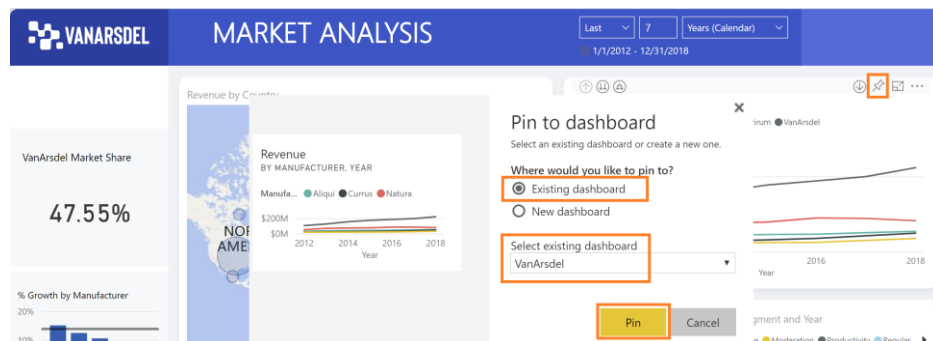 VANARSDEL
MARKET ANALYSIS
Last
7
Years (Calendar)
1/1/2012 - 12/31/2018
Revenue by Country
VanArsdel Market Share
47.55%
% Growth by Manufacturer
20%
10%
NOR
AME
Revenue
BY MANUFACTURER, YEAR
Manufa... Aliqui Currus Natura
$200M
$0M
2012 2014 2016 2018
Year
Pin to dashboard
Select an existing dashboard or create a new one.
Where would you like to pin to?
Existing dashboard
New dashboard
Select existing dashboard
VanArsdel
Pin
Cancel
irum VanArsdel
2016 2018
Year
gment and Year
Moderation Productivity Regular